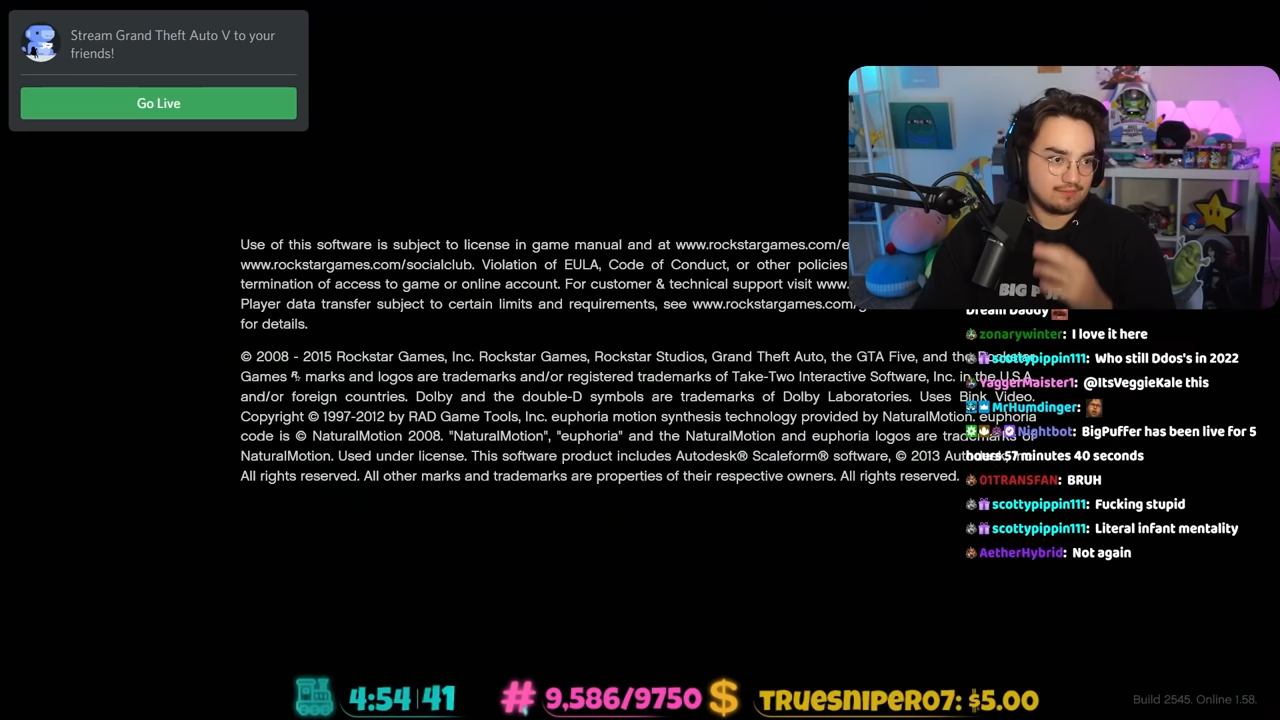 Stream Grand Theft Auto V to your
friends!
Go Live
Use of this software is subject to license in game manual and at www.rockstargames.com/e
www.rockstargames.com/socialclub. Violation of EULA, Code of Conduct, or other policies
termination of access to game or online account. For customer & technical support visit www.
Player data transfer subject to certain limits and requirements, see www.rockstargames.com/
for details.
© 2008 - 2015 Rockstar Games, Inc. Rockstar Games, Rockstar Studios, Grand Theft Auto, the GTA Five, and the Rockstar
Games R* marks and logos are trademarks and/or registered trademarks of Take-Two Interactive Software, Inc. in the U.S.A.
and/or foreign countries. Dolby and the double-D symbols are trademarks of Dolby Laboratories. Uses Bink Video.
Copyright © 1997-2012 by RAD Game Tools, Inc. euphoria motion synthesis technology provided by NaturalMotion. euphoria
code is © NaturalMotion 2008. "NaturalMotion", "euphoria" and the NaturalMotion and euphoria logos are trademarks of
NaturalMotion. Used under license. This software product includes Autodesk® Scaleform® software, © 2013 Autodesk, Inc.
All rights reserved. All other marks and trademarks are properties of their respective owners. All rights reserved.
BIG
Dream Daddy
zonarywinter: I love it here
scottypippin111: Who still Ddos's in 2022
YaggerMaister1: @ItsVeggieKale this
MrHumdinger:
Nightbot: BigPuffer has been live for 5
hours 57 minutes 40 seconds
01TRANSFAN: BRUH
scottypippin111: Fucking stupid
scottypippin111: Literal infant mentality
AetherHybrid: Not again
4:54|41
# 9,586/9750
$ TRUESNIPER07: $5.00
Build 2545. Online 1.58.